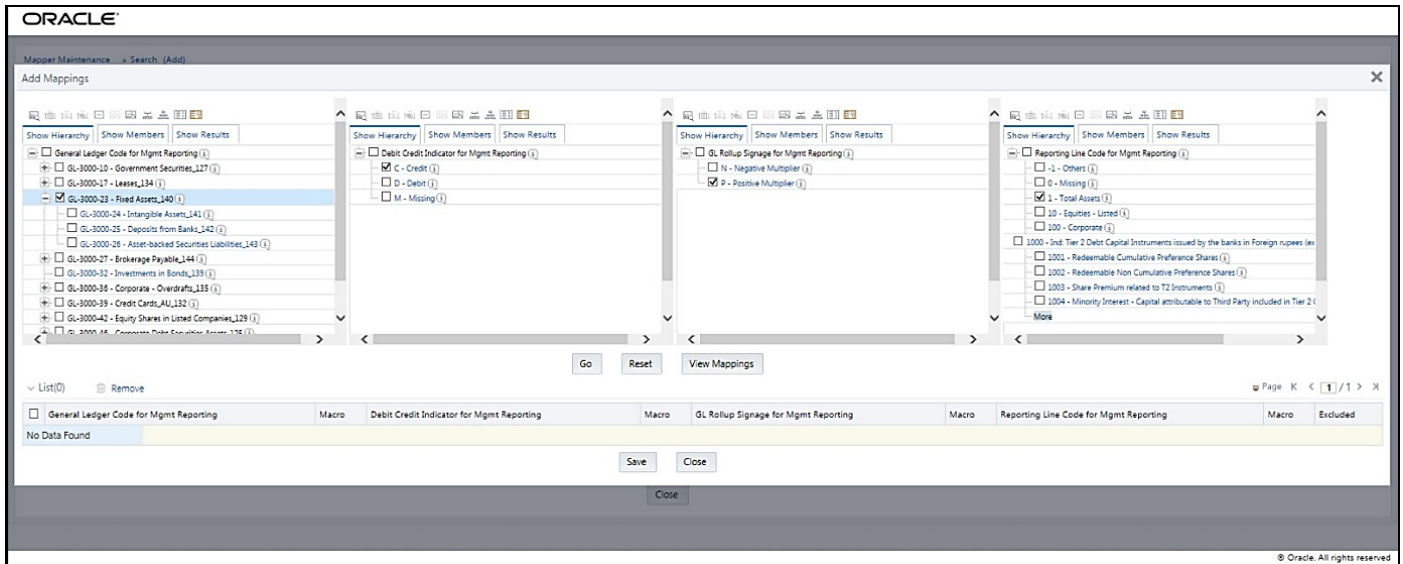 ORACLE
Mapper Maintenance > Search (Add)
Add Mappings
Show Hierarchy Show Members Show Results
General Ledger Code for Mgmt Reporting
GL-3000-10 - Government Securities_127
GL-3000-17 - Leases_134
GL-3000-23 - Fixed Assets_140
GL-3000-24 - Intangible Assets_141
GL-3000-25 - Deposits from Banks_142
GL-3000-26 - Asset-backed Securities Liabilities_143
GL-3000-27 - Brokerage Payable_144
GL-3000-32 - Investments in Bonds_139
GL-3000-36 - Corporate - Overdrafts_135
GL-3000-39 - Credit Cards_AU_132
GL-3000-42 - Equity Shares in Listed Companies_129
GL-3000-46 - Corporate Debt Securities Assets_125
Show Hierarchy Show Members Show Results
Debit Credit Indicator for Mgmt Reporting
C - Credit
D - Debit
M - Missing
Show Hierarchy Show Members Show Results
GL Rollup Signage for Mgmt Reporting
N - Negative Multiplier
P - Positive Multiplier
Show Hierarchy Show Members Show Results
Reporting Line Code for Mgmt Reporting
-1 - Others
0 - Missing
1 - Total Assets
10 - Equities - Listed
100 - Corporate
1000 - Ind: Tier 2 Debt Capital Instruments issued by the banks in Foreign rupees (ex
1001 - Redeemable Cumulative Preference Shares
1002 - Redeemable Non Cumulative Preference Shares
1003 - Share Premium related to T2 Instruments
1004 - Minority Interest - Capital attributable to Third Party included in Tier 2 C
More
Go Reset View Mappings
List(0) Remove Page 1 / 1
General Ledger Code for Mgmt Reporting Macro Debit Credit Indicator for Mgmt Reporting Macro GL Rollup Signage for Mgmt Reporting Macro Reporting Line Code for Mgmt Reporting Macro Excluded
No Data Found
Save Close
Close
© Oracle. All rights reserved